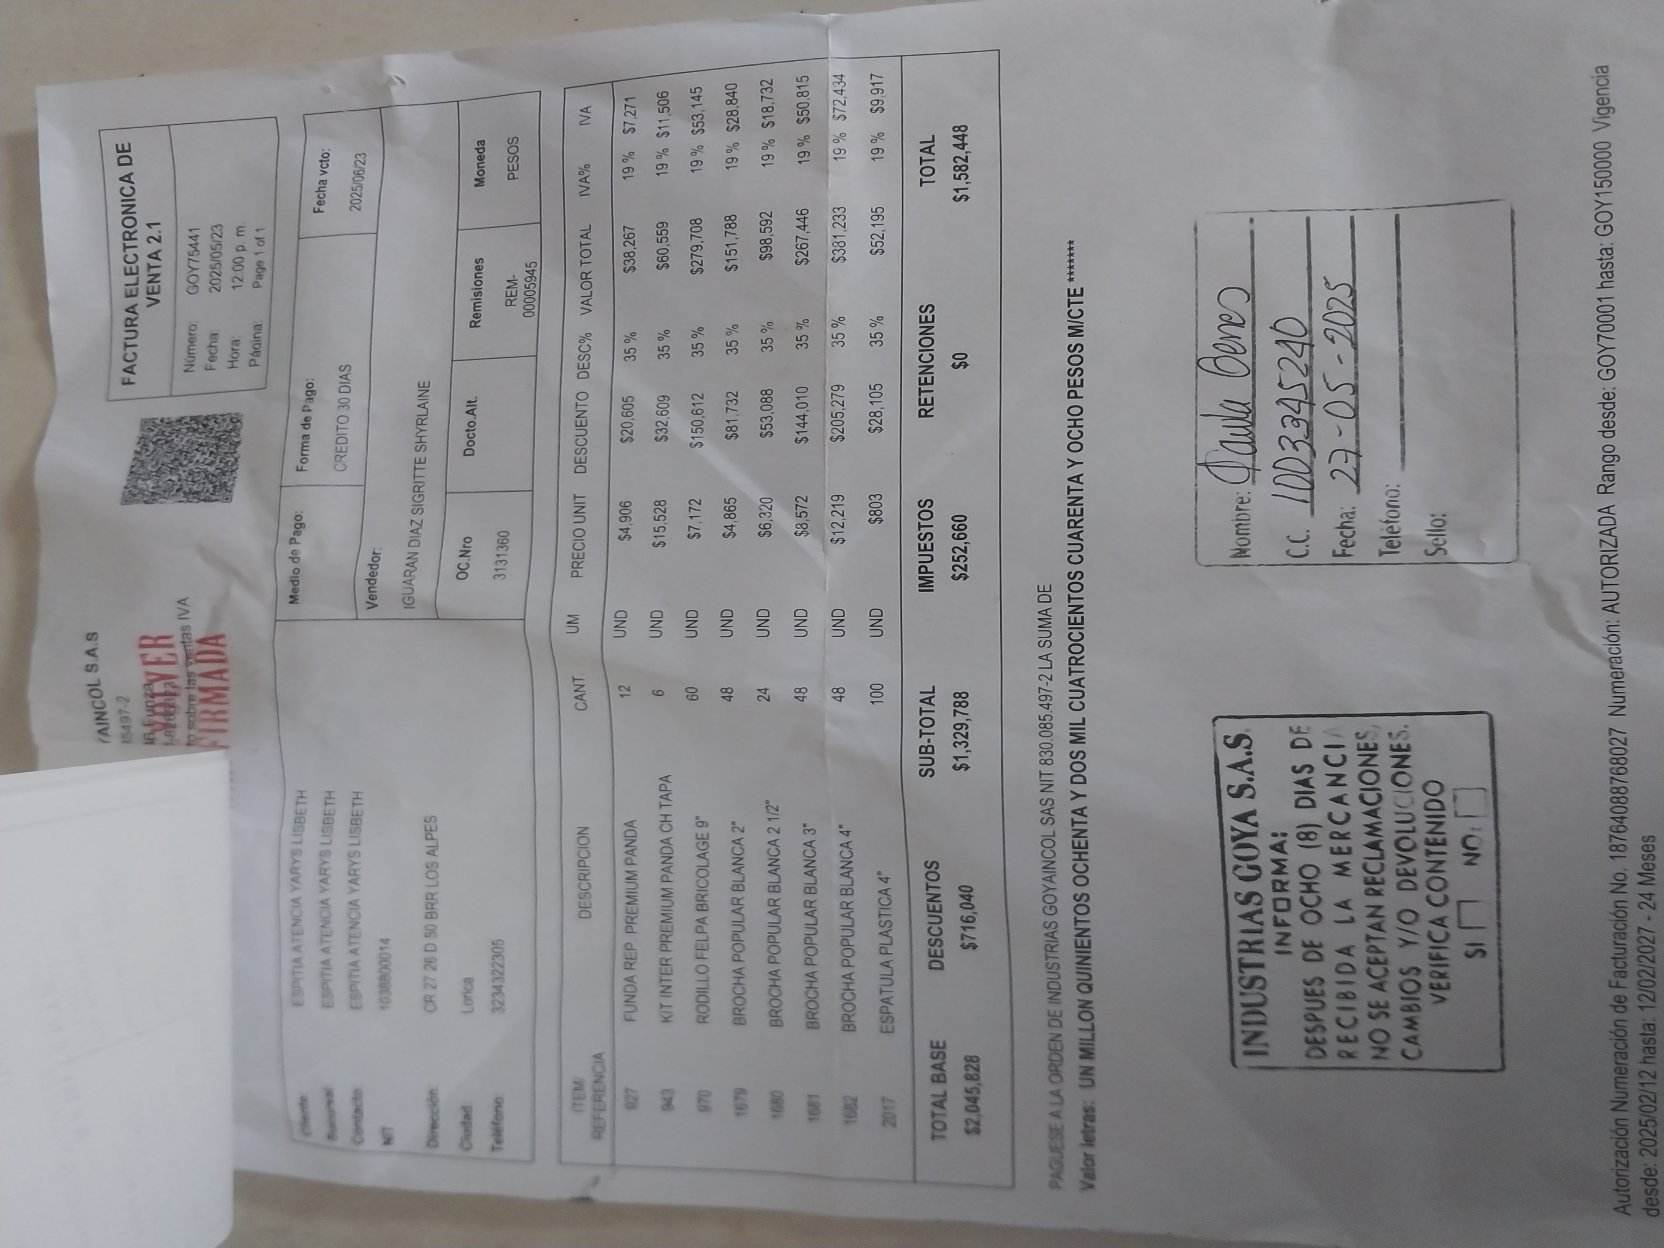 YAINCOL S.A.S
35497-2
VOLVER
FIRMADA
sobre las ventas IVA
FACTURA ELECTRONICA DE
VENTA 2.1
Número: GOY75441
Fecha: 2025/05/23
Hora: 12:00 p. m.
Página: Page 1 of 1
Cliente ESPITIA ATENCIA YARYS LISBETH
Sucursal ESPITIA ATENCIA YARYS LISBETH
Contacto ESPITIA ATENCIA YARYS LISBETH
NIT 1038800014
Dirección: CR 27 26 D 50 BRR LOS ALPES
Ciudad: Lorica
Teléfono 3234322305
Medio de Pago: Forma de Pago: Fecha vcto:
CREDITO 30 DIAS 2025/06/23
Vendedor:
IGUARAN DIAZ SIGRITTE SHYRLAINE
OC.Nro Docto.Alt. Remisiones Moneda
3131360 REM-00005945 PESOS
ITEM/REFERENCIA DESCRIPCION CANT UM PRECIO UNIT DESCUENTO DESC% VALOR TOTAL IVA% IVA
927 FUNDA REP. PREMIUM PANDA 12 UND $4,906 $20,605 35 % $38,267 19 % $7,271
943 KIT INTER PREMIUM PANDA CH TAPA 6 UND $15,528 $32,609 35 % $60,559 19 % $11,506
970 RODILLO FELPA BRICOLAGE 9" 60 UND $7,172 $150,612 35 % $279,708 19 % $53,145
1679 BROCHA POPULAR BLANCA 2" 48 UND $4,865 $81,732 35 % $151,788 19 % $28,840
1680 BROCHA POPULAR BLANCA 2 1/2" 24 UND $6,320 $53,088 35 % $98,592 19 % $18,732
1681 BROCHA POPULAR BLANCA 3" 48 UND $8,572 $144,010 35 % $267,446 19 % $50,815
1682 BROCHA POPULAR BLANCA 4" 48 UND $12,219 $205,279 35 % $381,233 19 % $72,434
2017 ESPATULA PLASTICA 4" 100 UND $803 $28,105 35 % $52,195 19 % $9,917
TOTAL BASE DESCUENTOS SUB-TOTAL IMPUESTOS RETENCIONES TOTAL
$2,045,828 $716,040 $1,329,788 $252,660 $0 $1,582,448
PAGUESE A LA ORDEN DE INDUSTRIAS GOYAINCOL SAS NIT 830.085.497-2 LA SUMA DE
Valor letras: UN MILLON QUINIENTOS OCHENTA Y DOS MIL CUATROCIENTOS CUARENTA Y OCHO PESOS M/CTE *******
INDUSTRIAS GOYA S.A.S.
INFORMA:
DESPUES DE OCHO (8) DIAS DE
RECIBIDA LA MERCANCIA
NO SE ACEPTAN RECLAMACIONES,
CAMBIOS Y/O DEVOLUCIONES.
VERIFICA CONTENIDO
SI NO:
Nombre: Paula
C.C. 1003345240
Fecha: 27-05-2025
Teléfono:
Sello:
Autorización Numeración de Facturación No. 18764088768027 Numeración: AUTORIZADA Rango desde: GOY70001 hasta: GOY150000 Vigencia
desde: 2025/02/12 hasta: 12/02/2027 - 24 Meses